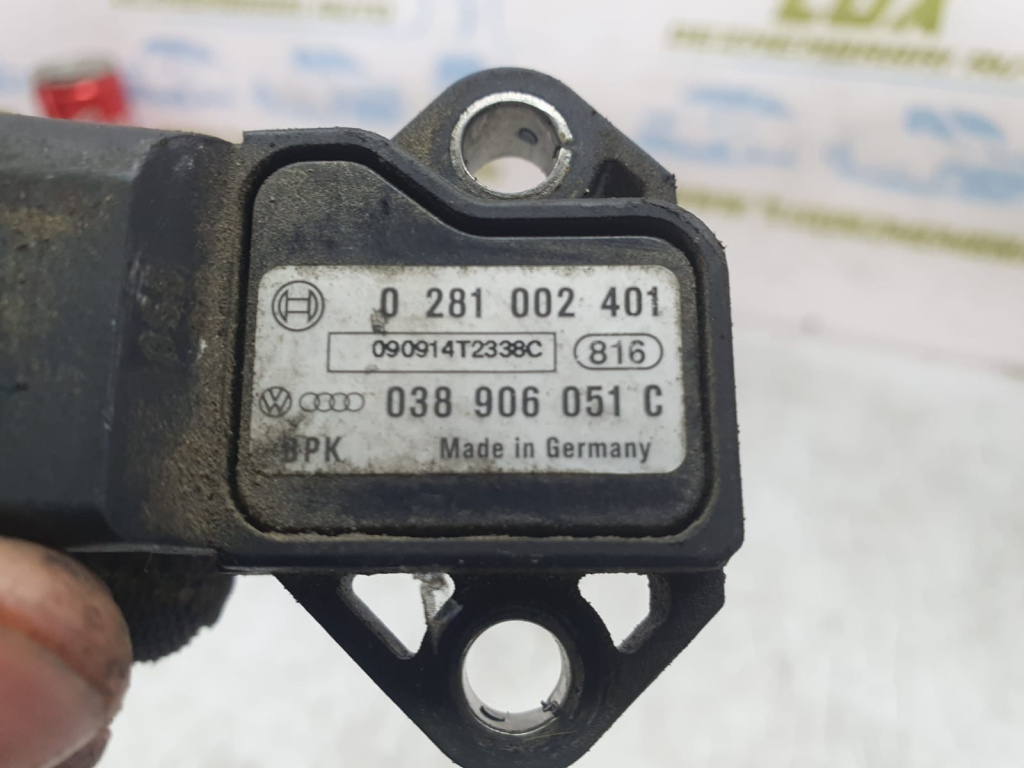 0 281 002 401
090914T2338C 816
038 906 051 C
BPK Made in Germany